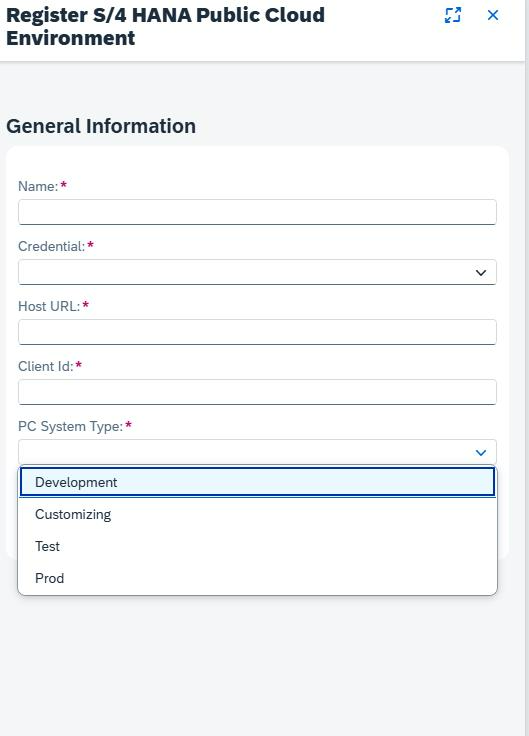 Register S/4 HANA Public Cloud
Environment
General Information
Name:*
Credential:*
Host URL:*
Client Id:*
PC System Type:*
Development
Customizing
Test
Prod